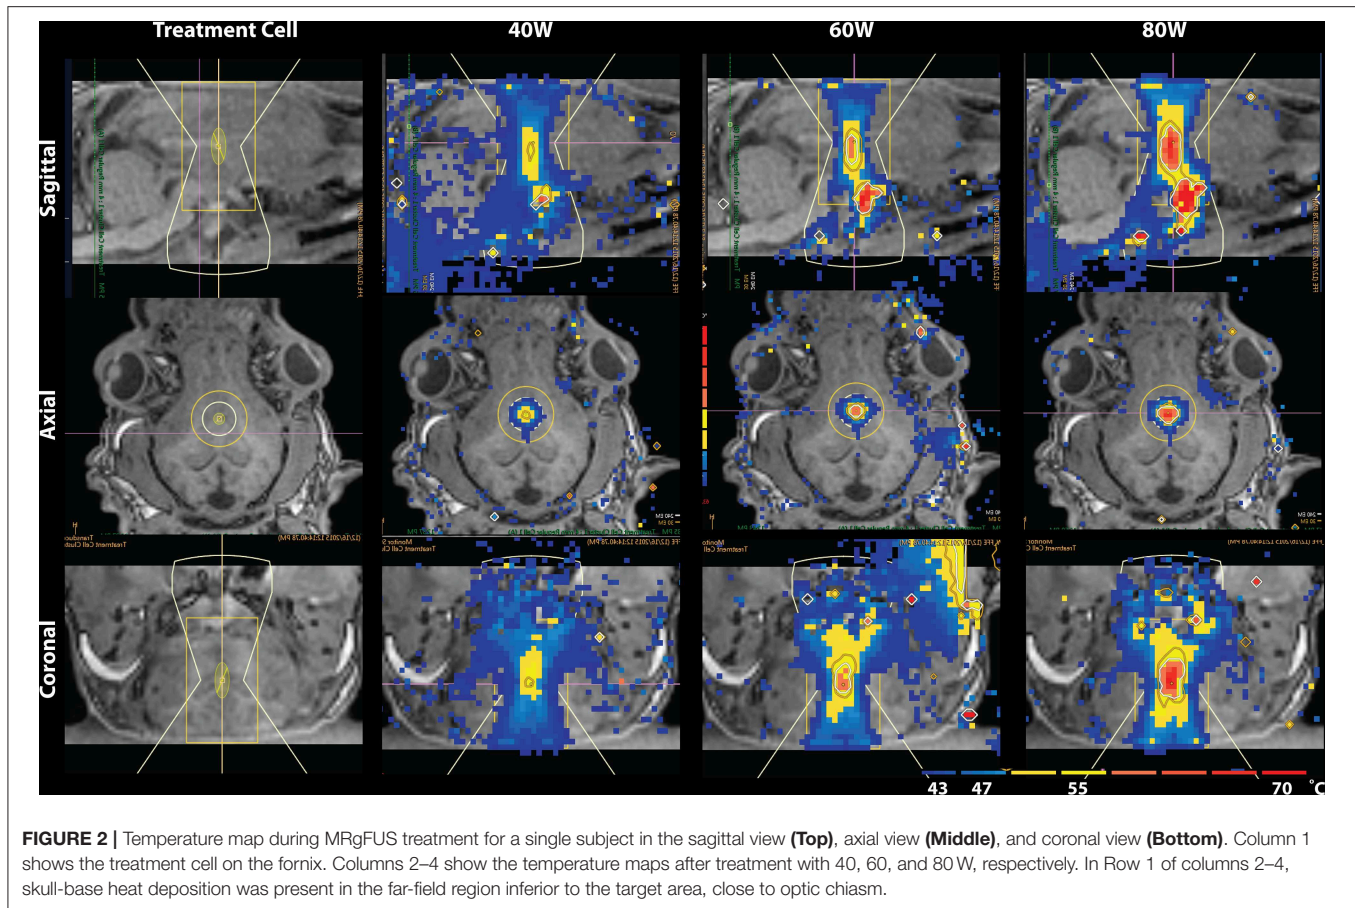 Treatment Cell 40W 60W 80W
Sagittal
Axial
Coronal
43 47 55 70 °C
FIGURE 2 | Temperature map during MRgFUS treatment for a single subject in the sagittal view (Top), axial view (Middle), and coronal view (Bottom). Column 1
shows the treatment cell on the fornix. Columns 2–4 show the temperature maps after treatment with 40, 60, and 80 W, respectively. In Row 1 of columns 2–4,
skull-base heat deposition was present in the far-field region inferior to the target area, close to optic chiasm.